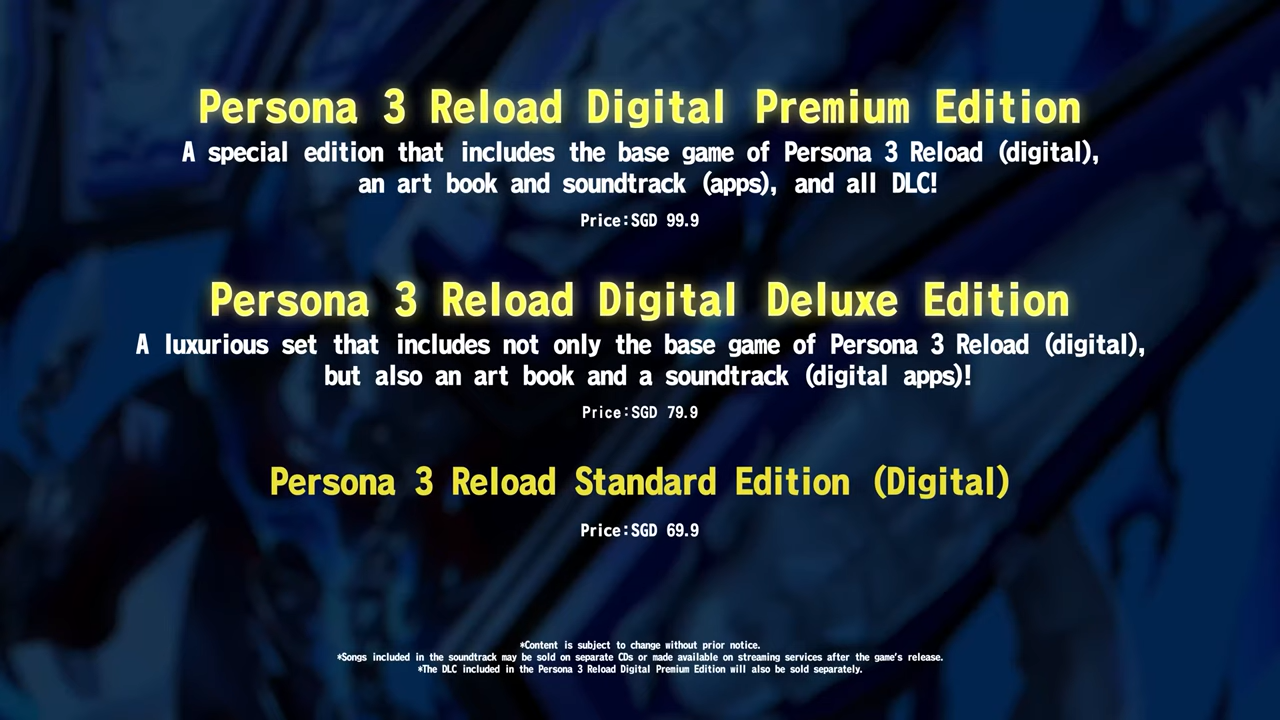 Persona 3 Reload Digital Premium Edition
A special edition that includes the base game of Persona 3 Reload (digital),
an art book and soundtrack (apps), and all DLC!
Price:SGD 99.9
Persona 3 Reload Digital Deluxe Edition
A luxurious set that includes not only the base game of Persona 3 Reload (digital),
but also an art book and a soundtrack (digital apps)!
Price:SGD 79.9
Persona 3 Reload Standard Edition (Digital)
Price:SGD 69.9
*Content is subject to change without prior notice.
*Songs included in the soundtrack may be sold on separate CDs or made available on streaming services after the game's release.
*The DLC included in the Persona 3 Reload Digital Premium Edition will also be sold separately.